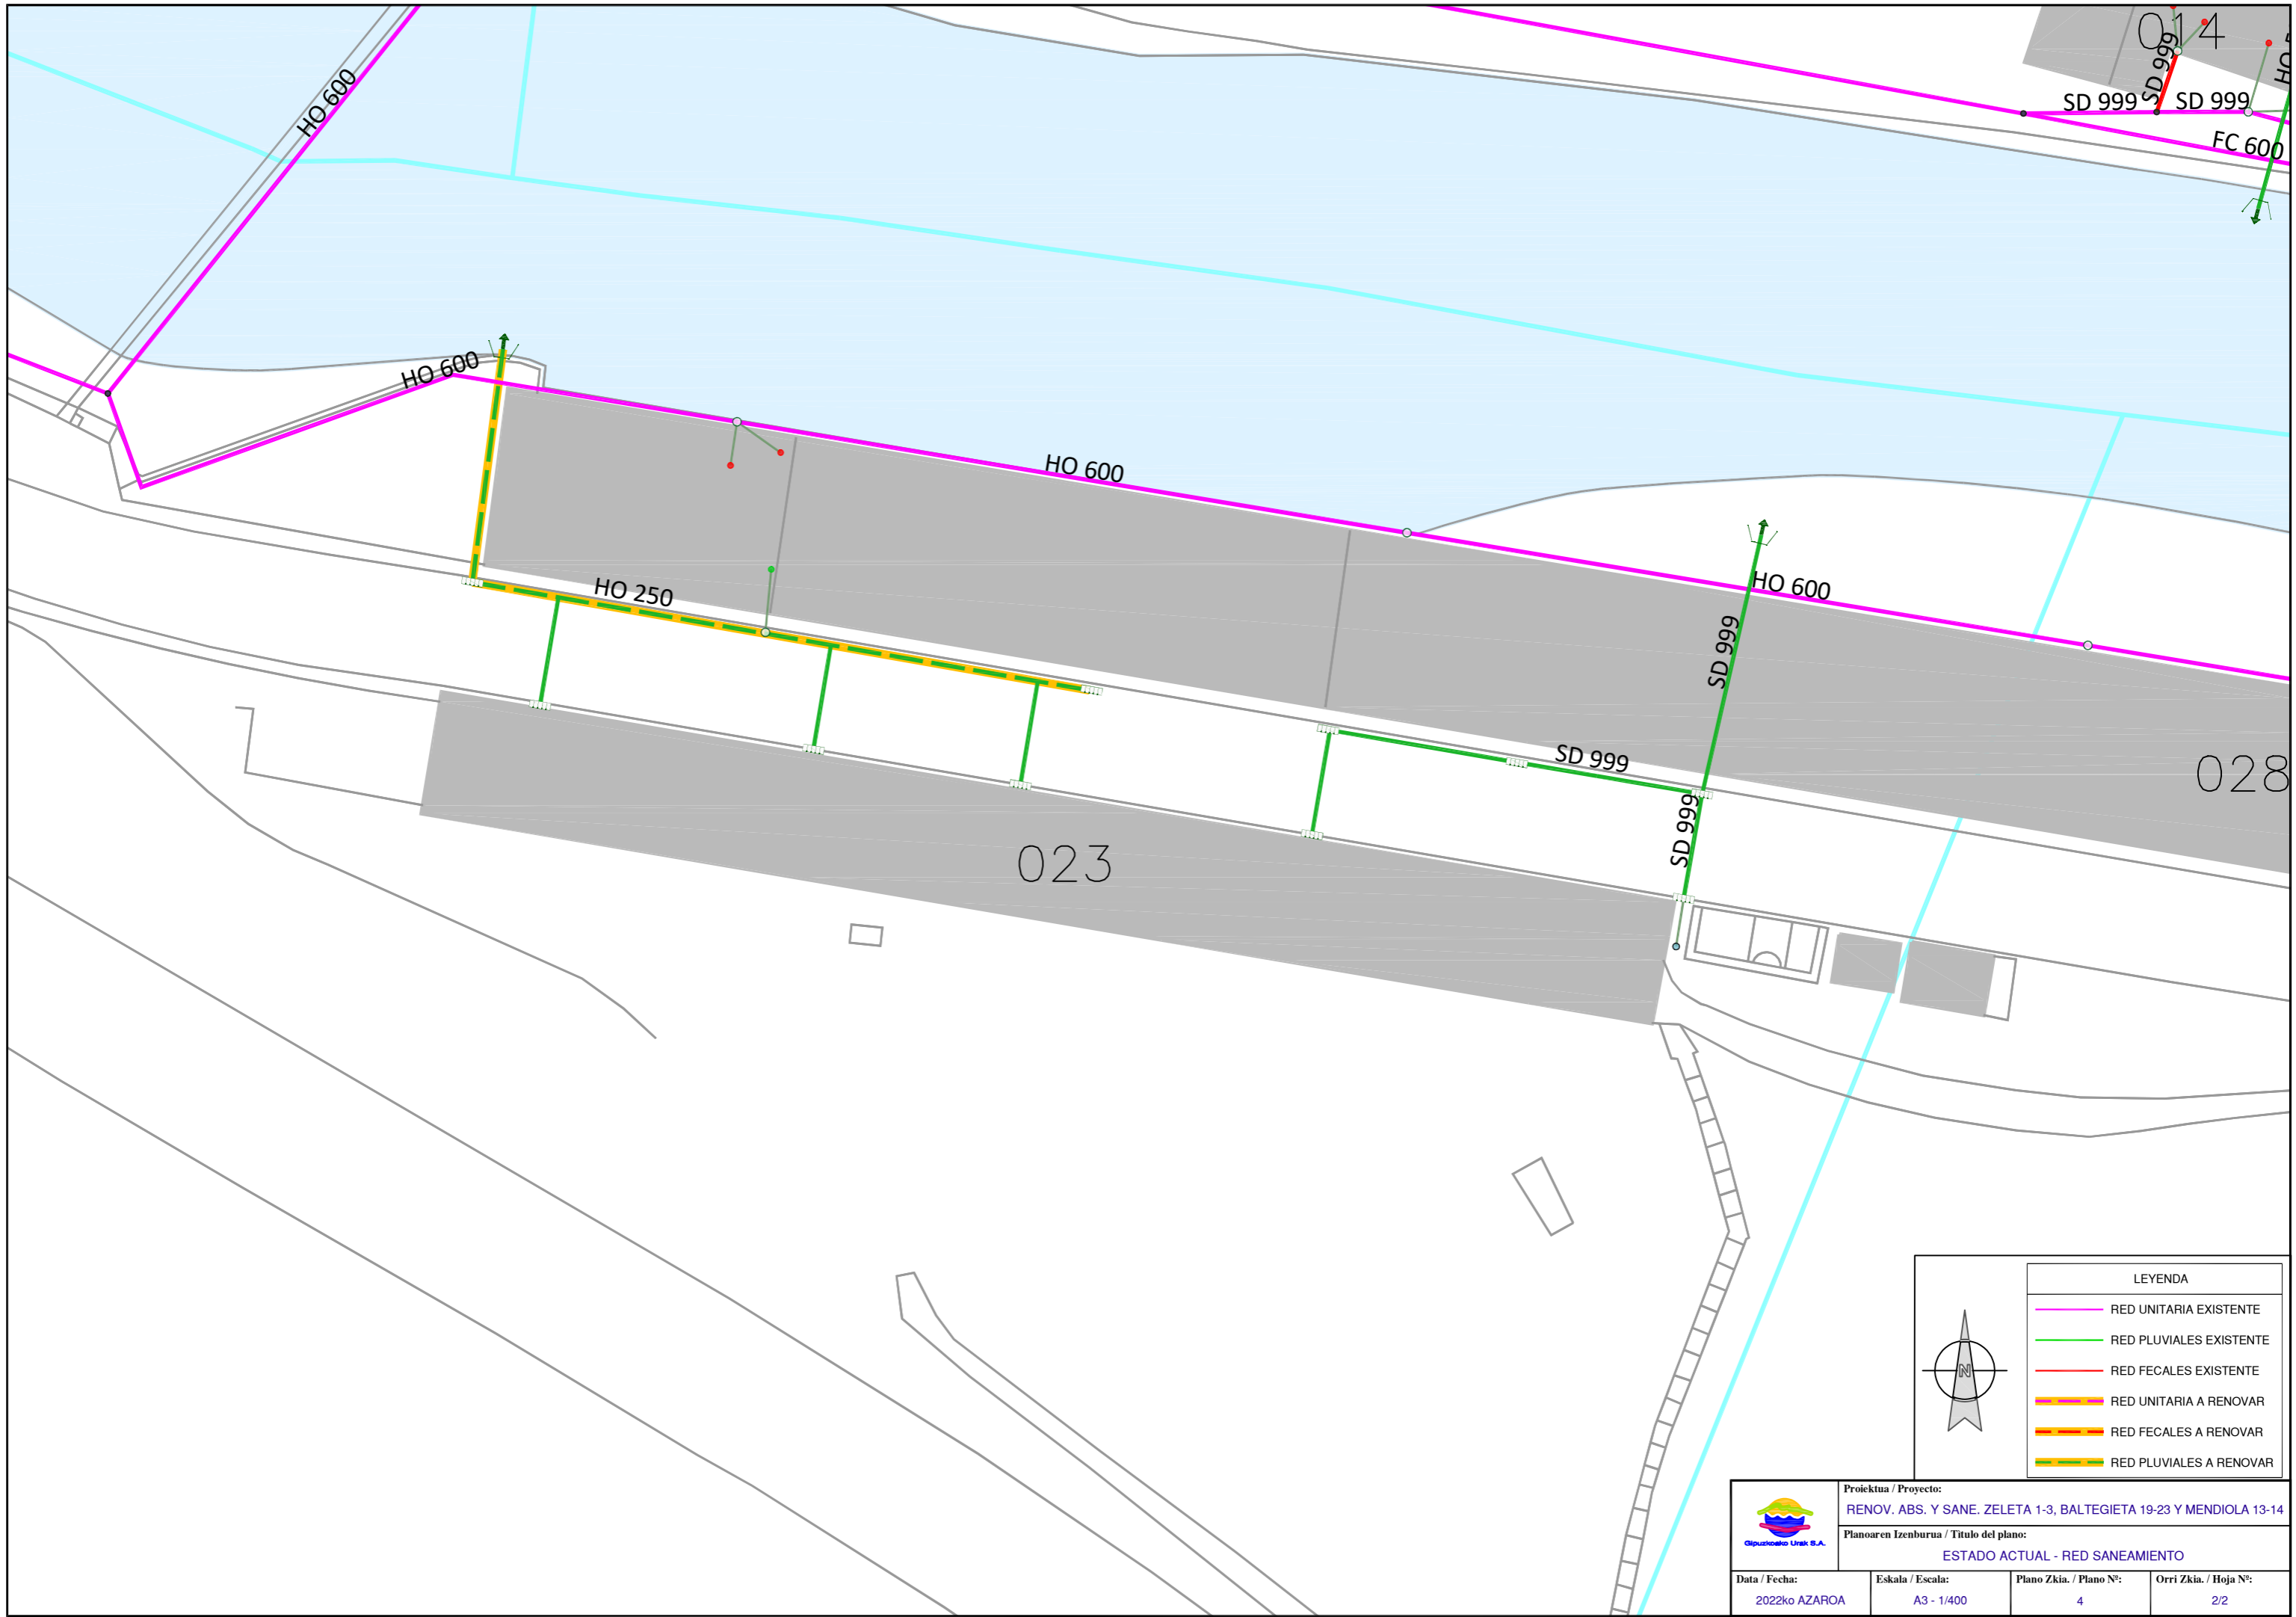 014
HO 600
SD 999
SD 999
SD 999
FC 600
HO 600
HO 600
HO 600
HO 250
SD 999
SD 999
SD 999
028
023
LEYENDA
RED UNITARIA EXISTENTE
RED PLUVIALES EXISTENTE
RED FECALES EXISTENTE
RED UNITARIA A RENOVAR
RED FECALES A RENOVAR
RED PLUVIALES A RENOVAR
N
Gipuzkoako Urak S.A.
Proiektua / Proyecto:
RENOV. ABS. Y SANE. ZELETA 1-3, BALTEGIETA 19-23 Y MENDIOLA 13-14
Planoaren Izenburua / Titulo del plano:
ESTADO ACTUAL - RED SANEAMIENTO
Data / Fecha:
2022ko AZAROA
Eskala / Escala:
A3 - 1/400
Plano Zkia. / Plano Nº:
4
Orri Zkia. / Hoja Nº:
2/2